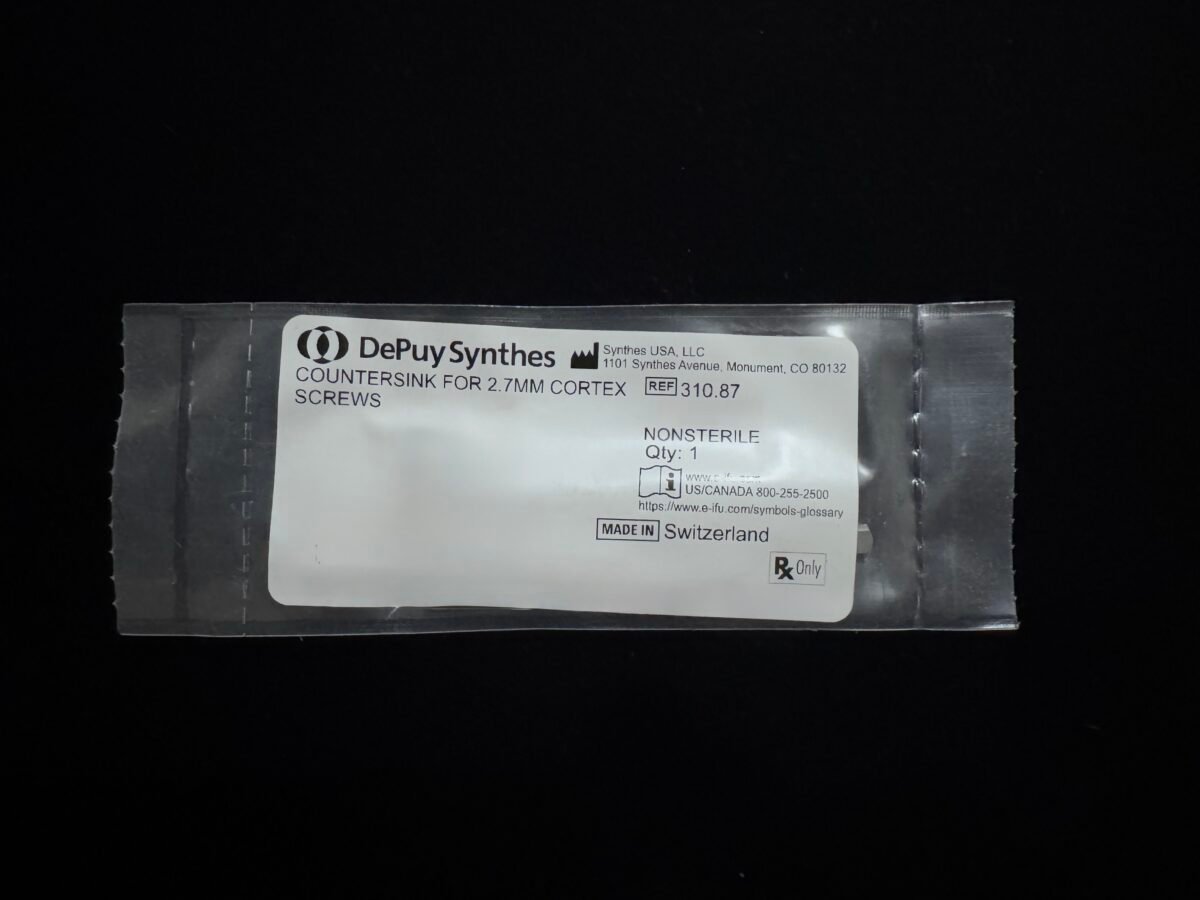 DePuy Synthes
Synthes USA, LLC
1101 Synthes Avenue, Monument, CO 80132
COUNTERSINK FOR 2.7MM CORTEX
SCREWS
REF 310.87
NONSTERILE
Qty: 1
US/CANADA 800-255-2500
https://www.e-ifu.com/symbols-glossary
MADE IN Switzerland
Rx Only